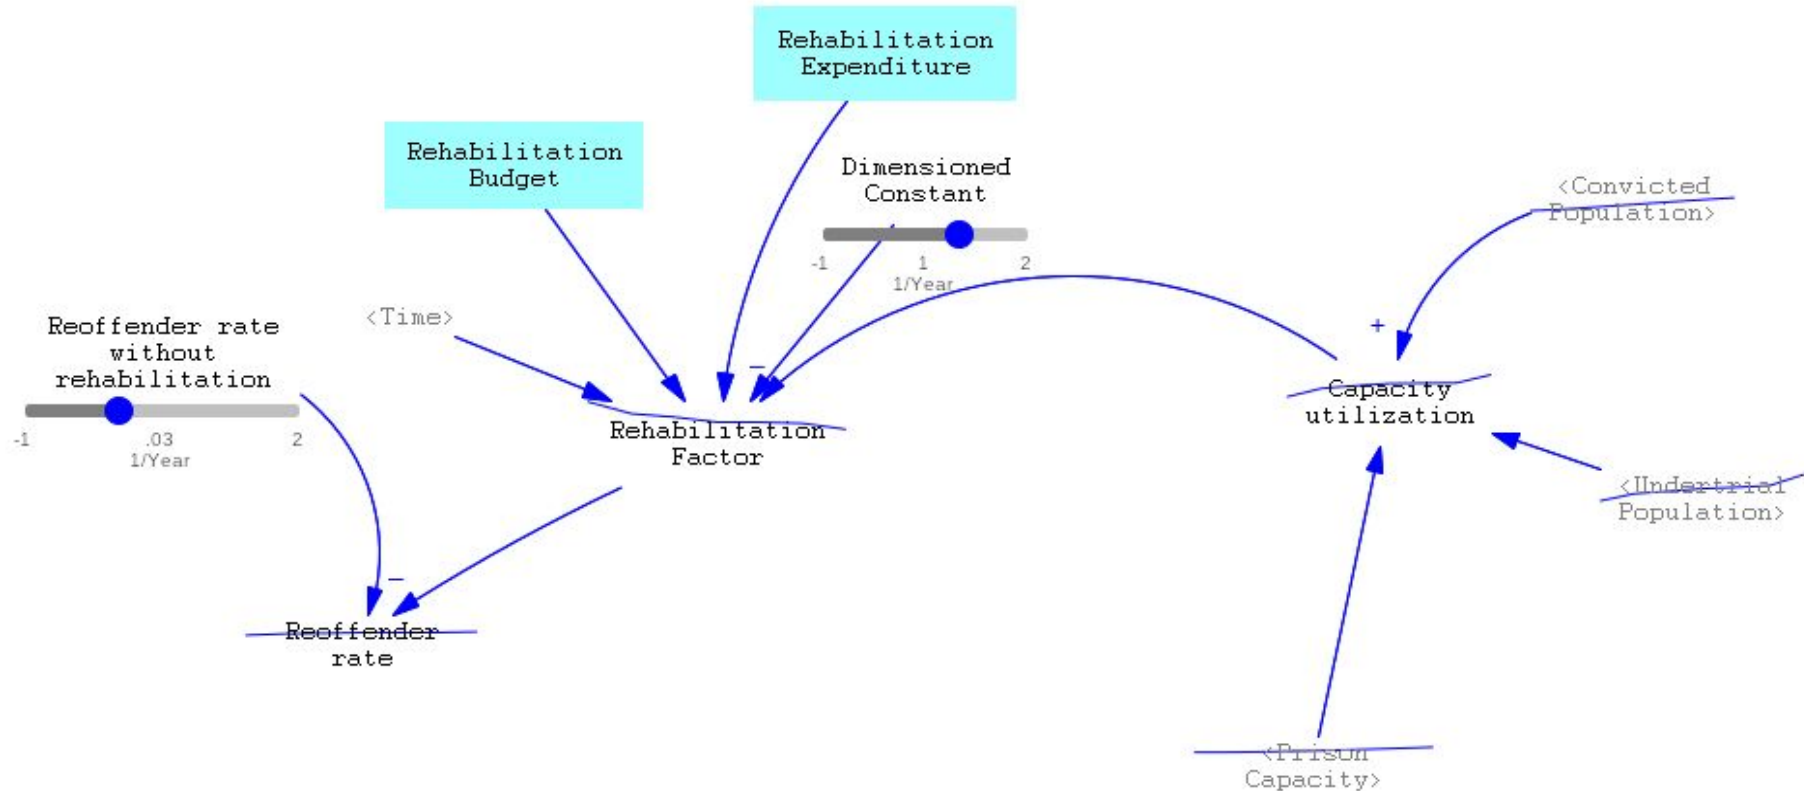 Rehabilitation
Expenditure
Rehabilitation
Budget
Dimensioned
Constant
-1
1
2
1/Year
<Convicted
Population>
<Time>
Reoffender rate
without
rehabilitation
-1
.03
2
1/Year
+
−
Capacity
utilization
Rehabilitation
Factor
<Undertrial
Population>
−
Reoffender
rate
<Prison
Capacity>